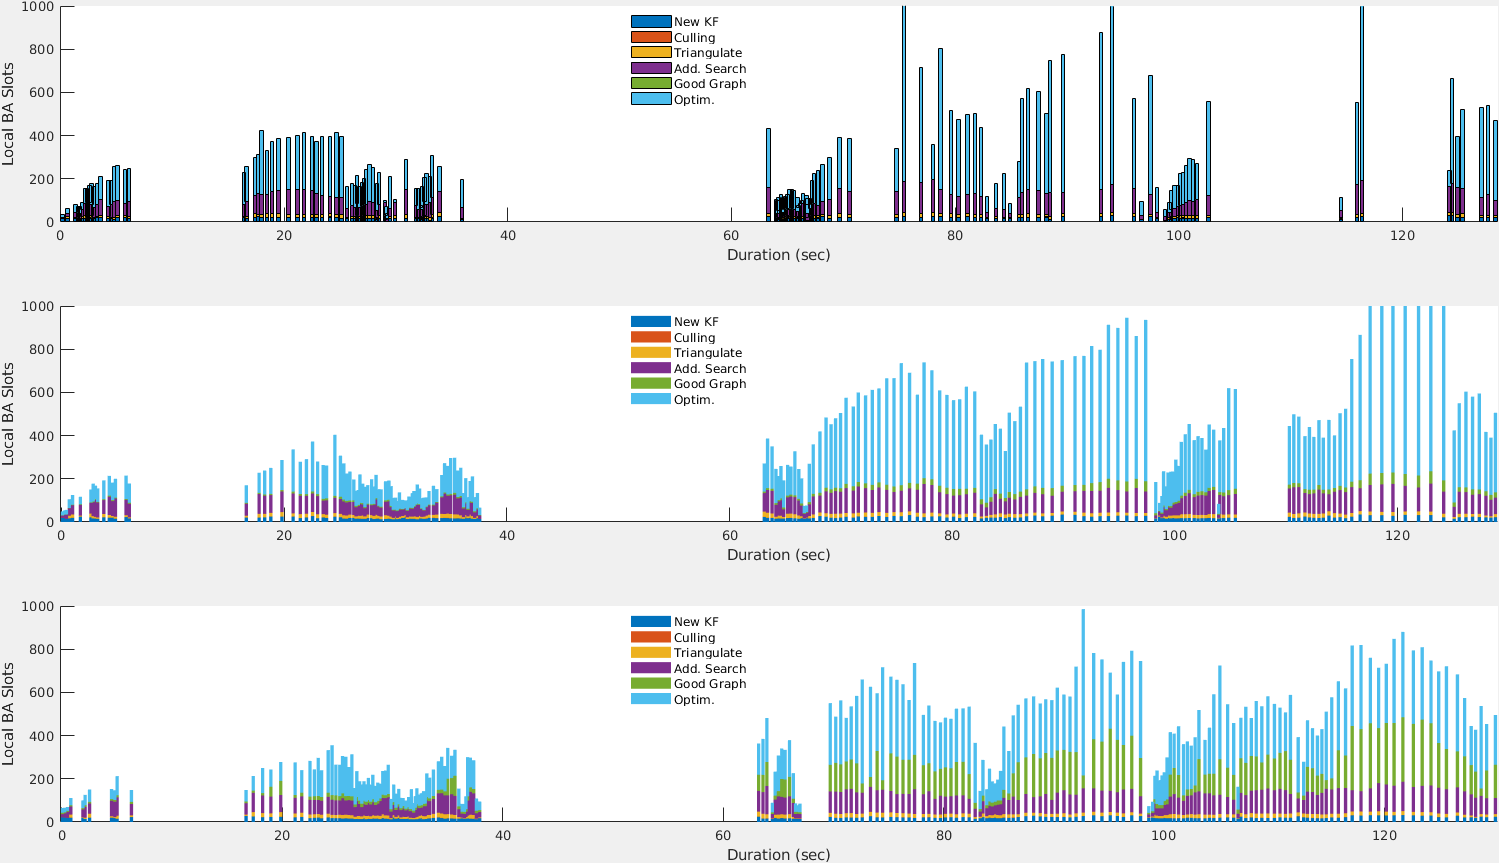 1000
800
600
400
200
0
Local BA Slots
New KF
Culling
Triangulate
Add. Search
Good Graph
Optim.
0 20 40 60 80 100 120
Duration (sec)
1000
800
600
400
200
0
Local BA Slots
New KF
Culling
Triangulate
Add. Search
Good Graph
Optim.
0 20 40 60 80 100 120
Duration (sec)
1000
800
600
400
200
0
Local BA Slots
New KF
Culling
Triangulate
Add. Search
Good Graph
Optim.
0 20 40 60 80 100 120
Duration (sec)